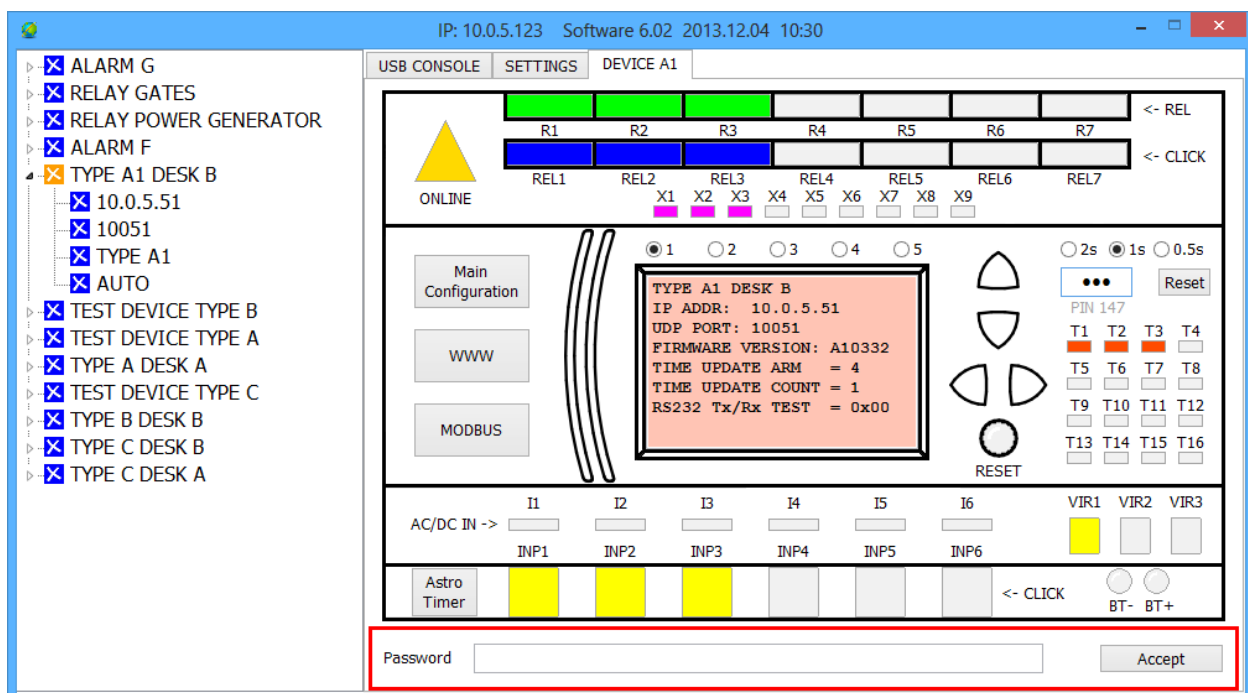 IP: 10.0.5.123 Software 6.02 2013.12.04 10:30
ALARM G
RELAY GATES
RELAY POWER GENERATOR
ALARM F
TYPE A1 DESK B
10.0.5.51
10051
TYPE A1
AUTO
TEST DEVICE TYPE B
TEST DEVICE TYPE A
TYPE A DESK A
TEST DEVICE TYPE C
TYPE B DESK B
TYPE C DESK B
TYPE C DESK A
USB CONSOLE SETTINGS DEVICE A1
<- REL
R1 R2 R3 R4 R5 R6 R7
<- CLICK
REL1 REL2 REL3 REL4 REL5 REL6 REL7
ONLINE
X1 X2 X3 X4 X5 X6 X7 X8 X9
Main
Configuration
WWW
MODBUS
1 2 3 4 5
TYPE A1 DESK B
IP ADDR: 10.0.5.51
UDP PORT: 10051
FIRMWARE VERSION: A10332
TIME UPDATE ARM = 4
TIME UPDATE COUNT = 1
RS232 Tx/Rx TEST = 0x00
RESET
2s 1s 0.5s
••• Reset
PIN 147
T1 T2 T3 T4
T5 T6 T7 T8
T9 T10 T11 T12
T13 T14 T15 T16
I1 I2 I3 I4 I5 I6
AC/DC IN ->
INP1 INP2 INP3 INP4 INP5 INP6
VIR1 VIR2 VIR3
Astro
Timer
<- CLICK
BT- BT+
Password Accept